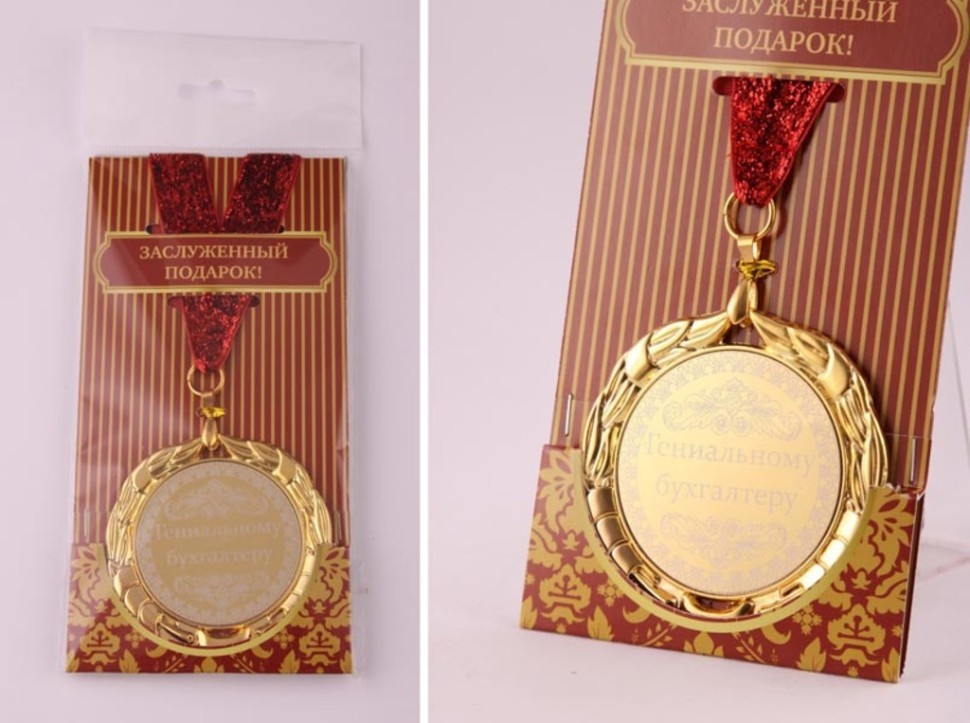 ЗАСЛУЖЕННЫЙ
ПОДАРОК!
Гениальному
бухгалтеру
ЗАСЛУЖЕННЫЙ
ПОДАРОК!
Гениальному
бухгалтеру